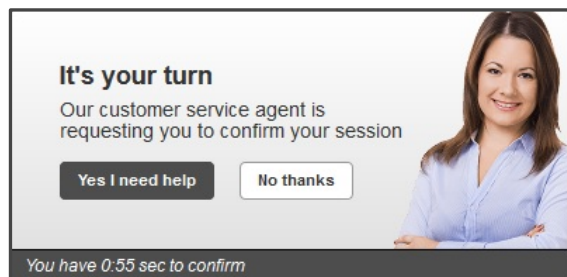 It's your turn
Our customer service agent is
requesting you to confirm your session
Yes I need help
No thanks
You have 0:55 sec to confirm